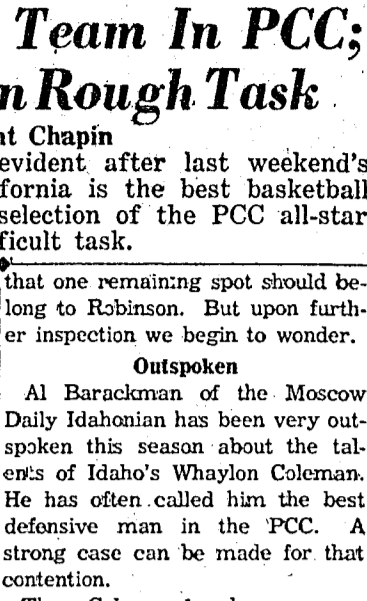 Team In PCC;
n Rough Task
nt Chapin
evident after last weekend's
fornia is the best basketball
selection of the PCC all-star
ficult task.
that one remaining spot should be-
long to Robinson. But upon furth-
er inspection we begin to wonder.
Outspoken
Al Barackman of the Moscow
Daily Idahonian has been very out-
spoken this season about the tal-
ents of Idaho's Whaylon Coleman.
He has often called him the best
defensive man in the PCC. A
strong case can be made for that
contention.